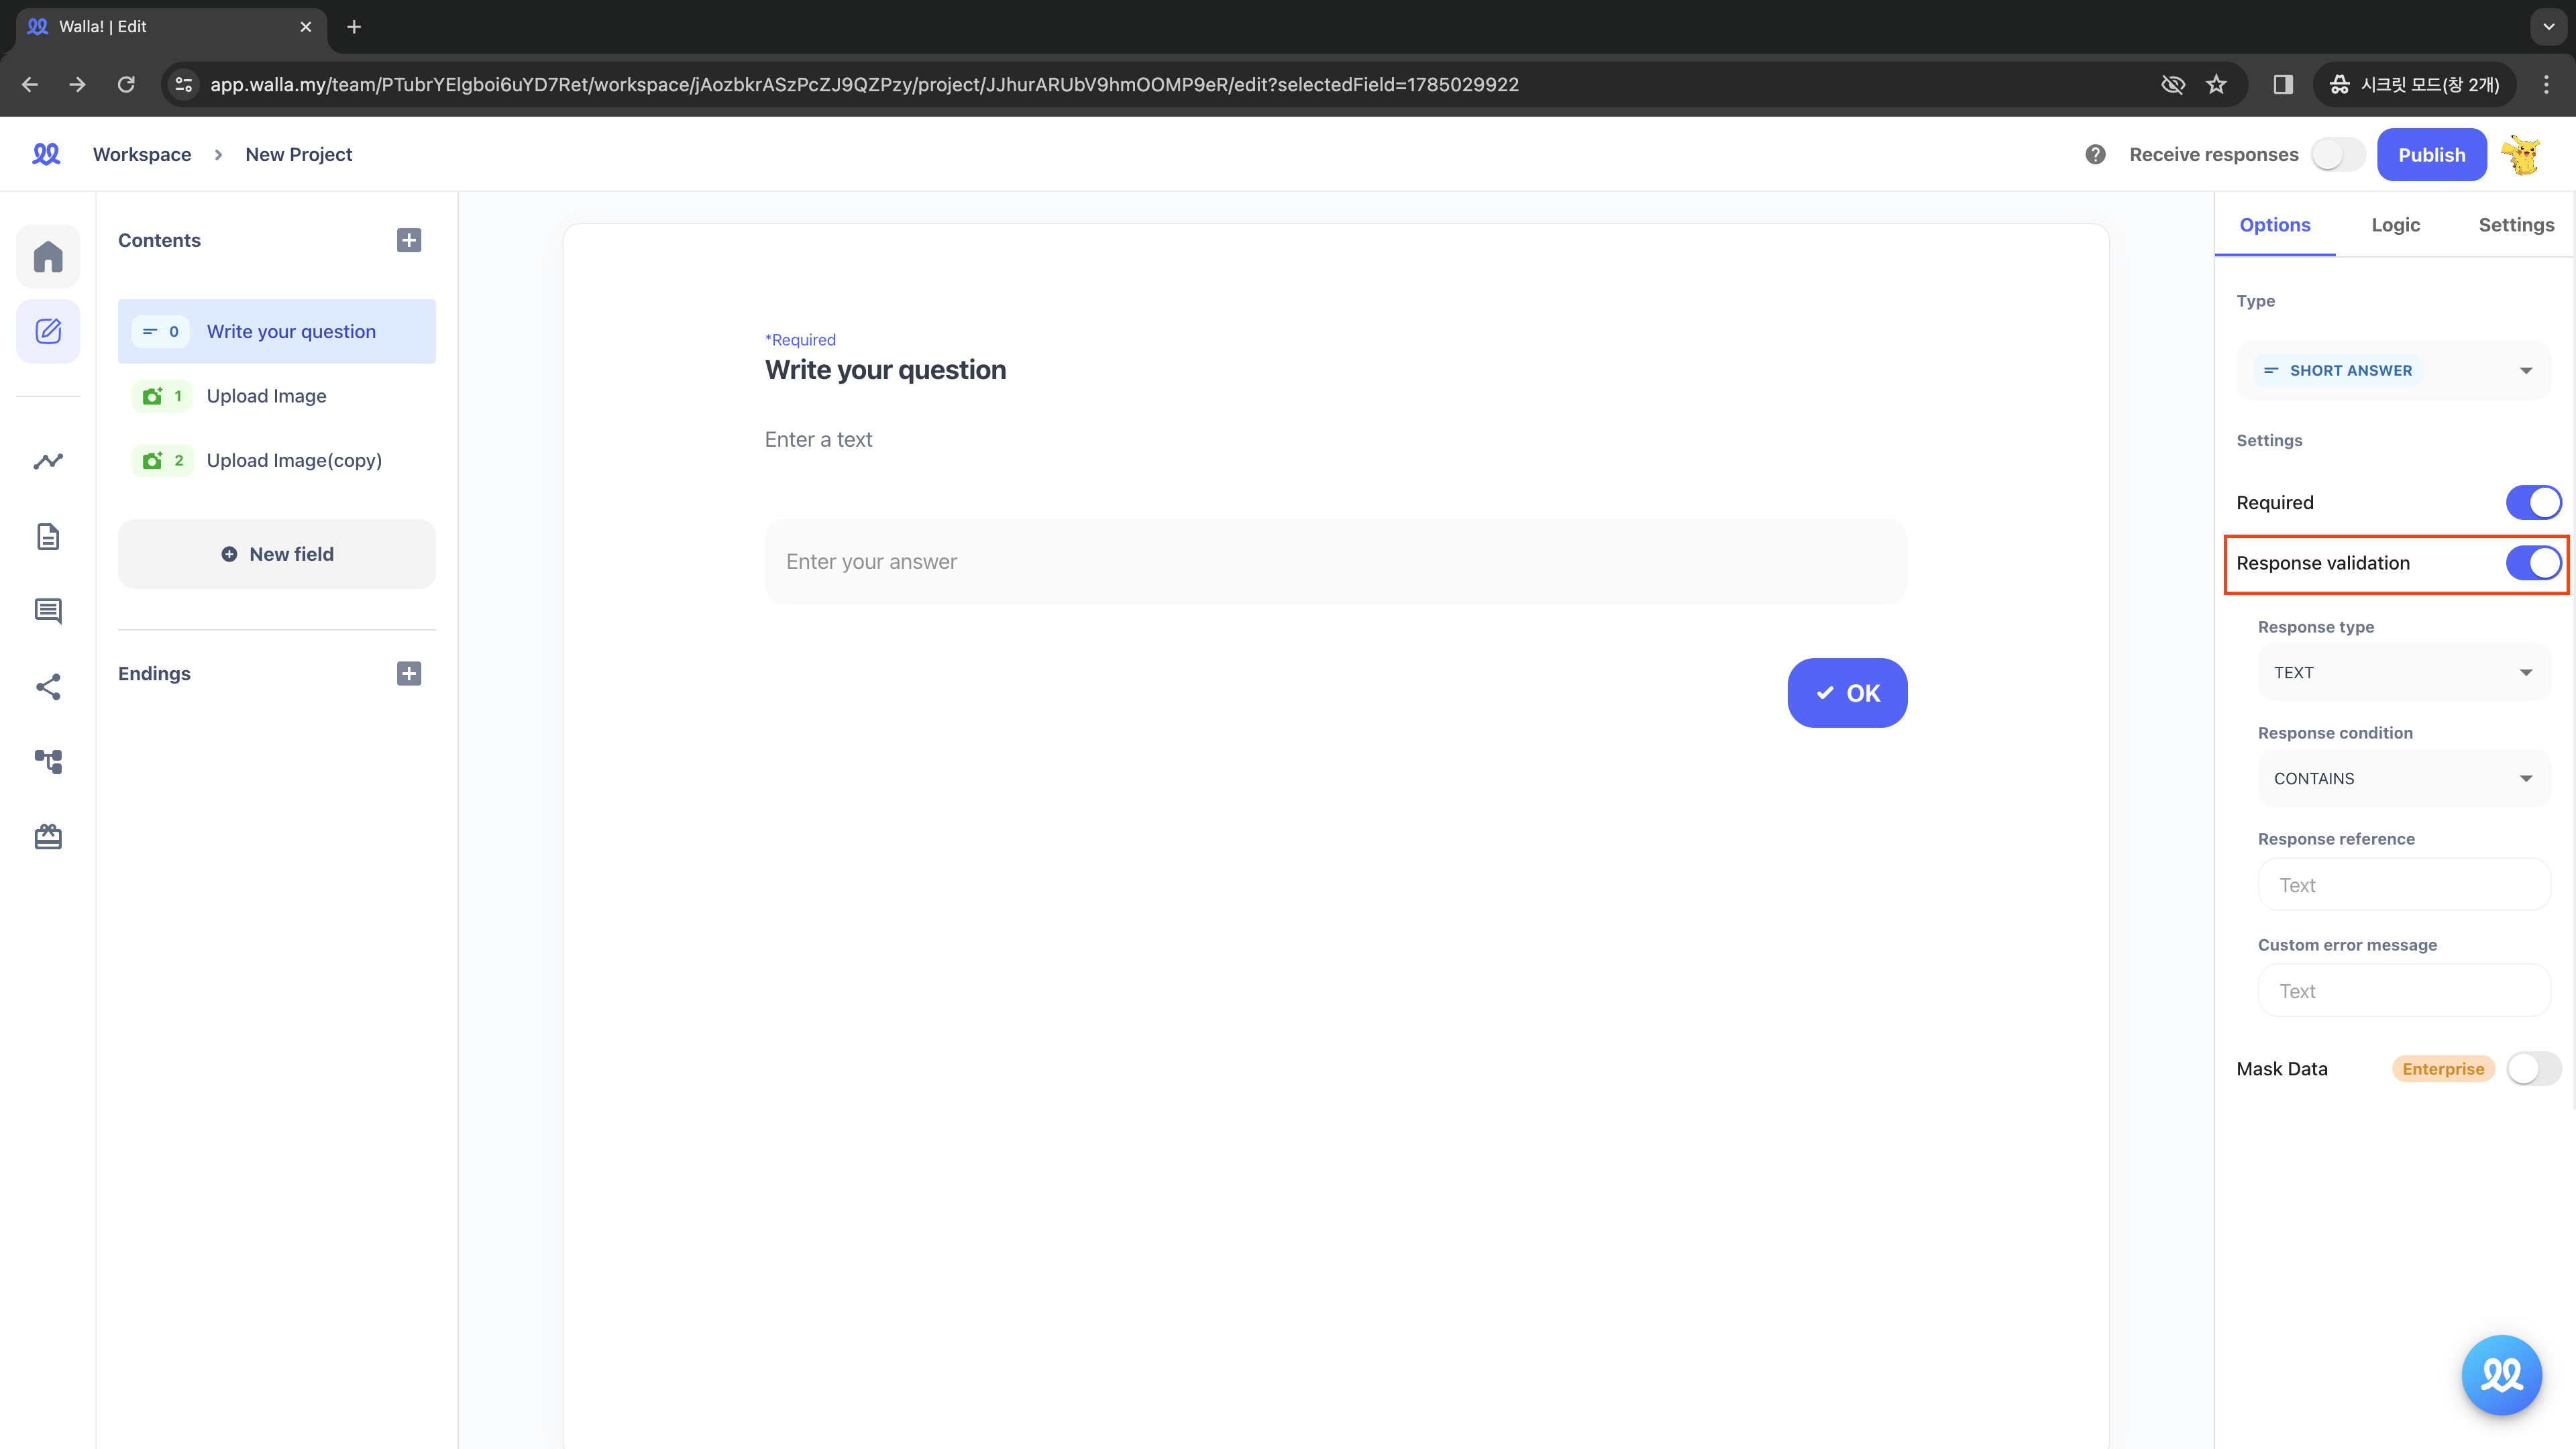 Walla! | Edit
app.walla.my/team/PTubrYElgboi6uYD7Ret/workspace/jAozbkrASzPcZJ9QZPzy/project/JJhurARUbV9hmOOMP9eR/edit?selectedField=1785029922
시크릿 모드(창 2개)
Workspace
New Project
Receive responses
Publish
Contents
0 Write your question
1 Upload Image
2 Upload Image(copy)
New field
Endings
*Required
Write your question
Enter a text
Enter your answer
OK
Options Logic Settings
Type
SHORT ANSWER
Settings
Required
Response validation
Response type
TEXT
Response condition
CONTAINS
Response reference
Text
Custom error message
Text
Mask Data Enterprise